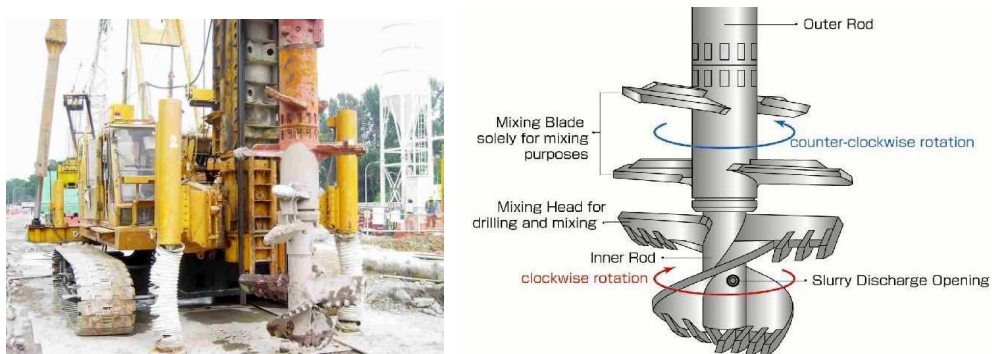 Outer Rod
Mixing Blade
solely for mixing
purposes
counter-clockwise rotation
Mixing Head for
drilling and mixing
Inner Rod
clockwise rotation
Slurry Discharge Opening
2